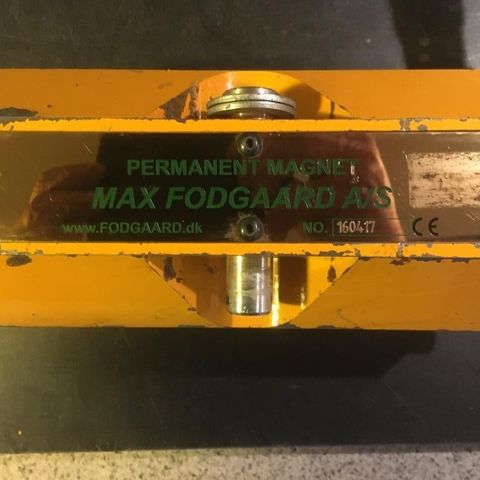 PERMANENT MAGNET
MAX FODGAARD A/S
www.FODGAARD.dk NO. 160417 CE